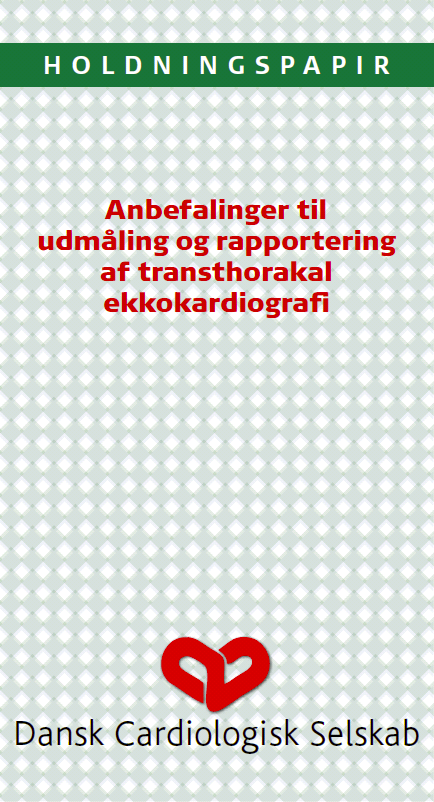 HOLDNINGSPAPIR
Anbefalinger til
udmåling og rapportering
af transthorakal
ekkokardiografi
Dansk Cardiologisk Selskab